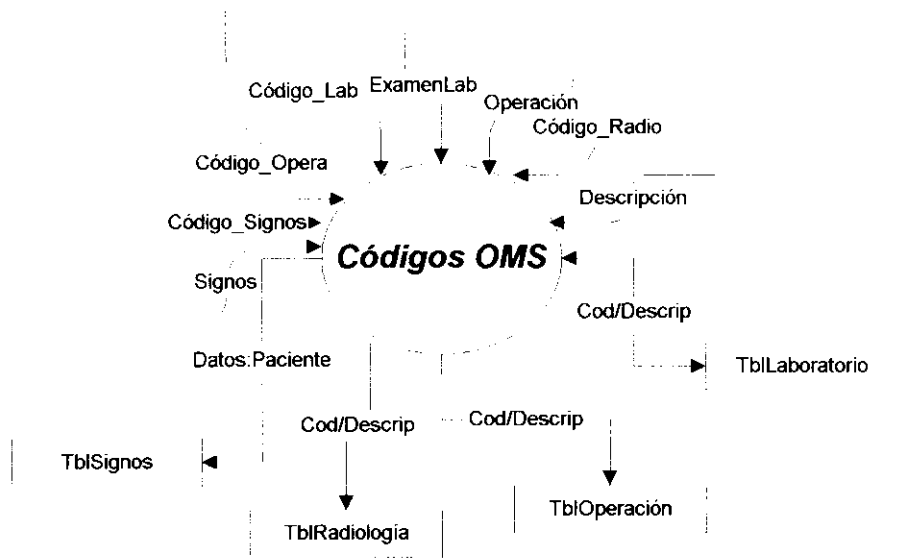 Código_Lab
ExamenLab
Operación
Código_Radio
Código_Opera
Descripción
Código_Signos
Códigos OMS
Signos
Cod/Descrip
Datos:Paciente
TblLaboratorio
Cod/Descrip
Cod/Descrip
TblSignos
TblOperación
TblRadiología